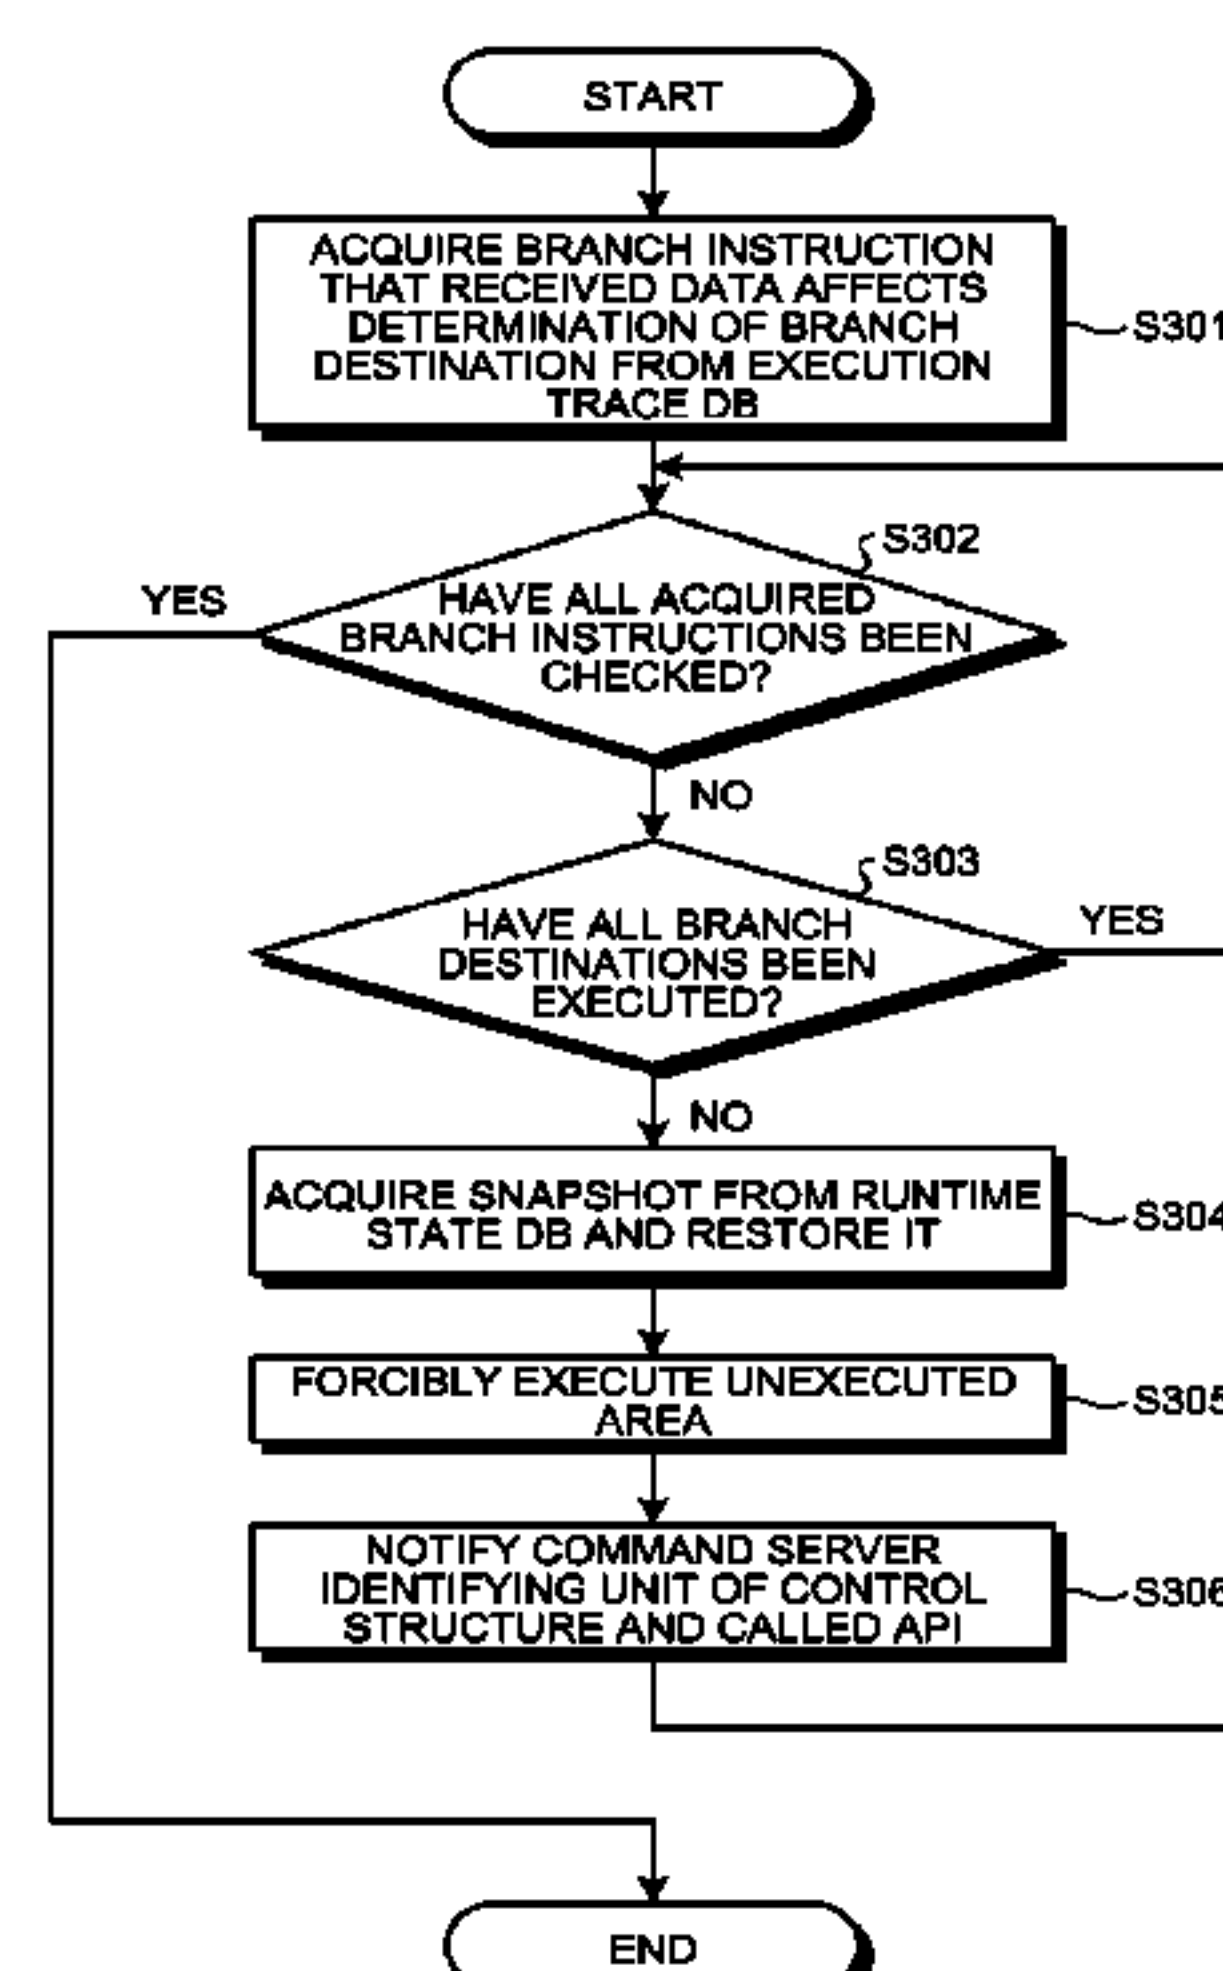 START
ACQUIRE BRANCH INSTRUCTION
THAT RECEIVED DATA AFFECTS
DETERMINATION OF BRANCH
DESTINATION FROM EXECUTION
TRACE DB
S301
S302
YES
HAVE ALL ACQUIRED
BRANCH INSTRUCTIONS BEEN
CHECKED?
NO
S303
YES
HAVE ALL BRANCH
DESTINATIONS BEEN
EXECUTED?
NO
ACQUIRE SNAPSHOT FROM RUNTIME
STATE DB AND RESTORE IT
S304
FORCIBLY EXECUTE UNEXECUTED
AREA
S305
NOTIFY COMMAND SERVER
IDENTIFYING UNIT OF CONTROL
STRUCTURE AND CALLED API
S306
END